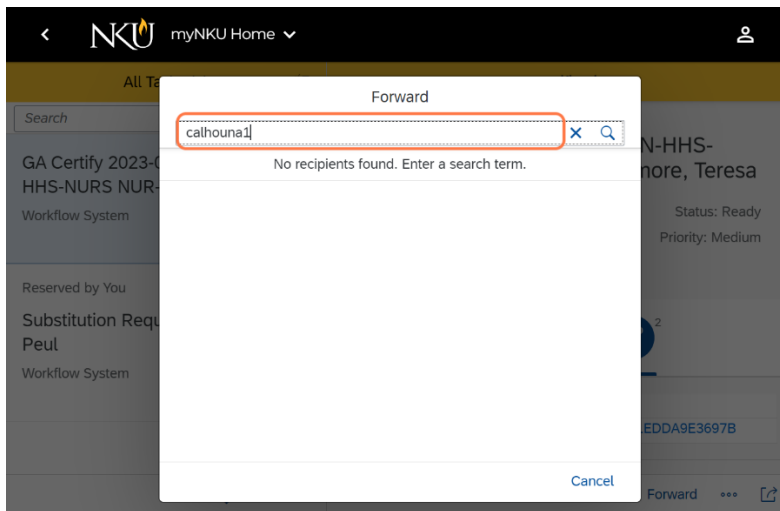 NKU myNKU Home
All Ta
Forward
Search
calhouna1
No recipients found. Enter a search term.
GA Certify 2023-0
HHS-NURS NUR-
Workflow System
N-HHS-
nore, Teresa
Status: Ready
Priority: Medium
Reserved by You
Substitution Requ
Peul
Workflow System
2
EDDA9E3697B
Cancel
Forward